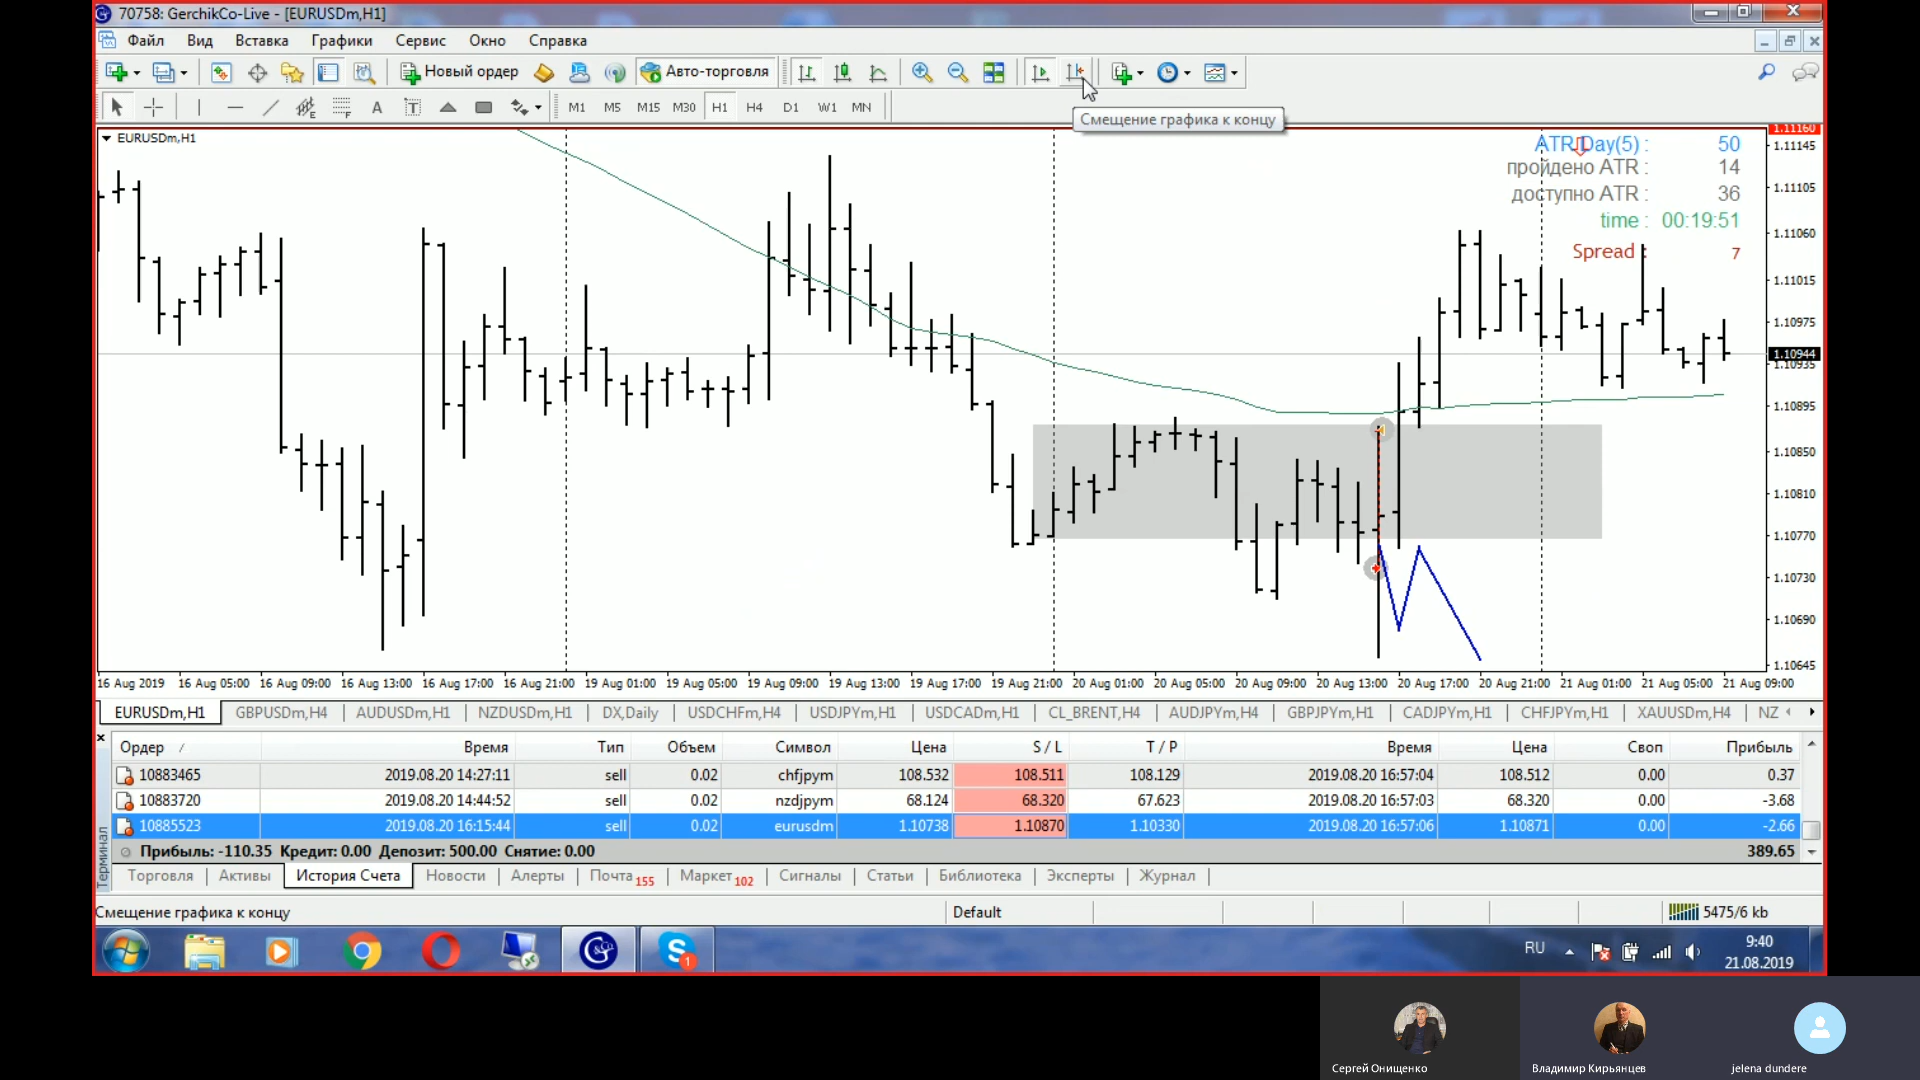 70758: GerchikCo-Live - [EURUSDm,H1]
Файл Вид Вставка Графики Сервис Окно Справка
Новый ордер Авто-торговля
A T M1 M5 M15 M30 H1 H4 D1 W1 MN
Смещение графика к концу
EURUSDm,H1
ATR Day(5) : 50
пройдено ATR : 14
доступно ATR : 36
time : 00:19:51
Spread : 7
1.11160
1.11145
1.11105
1.11060
1.11015
1.10975
1.10944
1.10935
1.10895
1.10850
1.10810
1.10770
1.10730
1.10690
1.10645
16 Aug 2019 16 Aug 05:00 16 Aug 09:00 16 Aug 13:00 16 Aug 17:00 16 Aug 21:00 19 Aug 01:00 19 Aug 05:00 19 Aug 09:00 19 Aug 13:00 19 Aug 17:00 19 Aug 21:00 20 Aug 01:00 20 Aug 05:00 20 Aug 09:00 20 Aug 13:00 20 Aug 17:00 20 Aug 21:00 21 Aug 01:00 21 Aug 05:00 21 Aug 09:00
EURUSDm,H1 GBPUSDm,H4 AUDUSDm,H1 NZDUSDm,H1 DX,Daily USDCHFm,H4 USDJPYm,H1 USDCADm,H1 CL_BRENT,H4 AUDJPYm,H4 GBPJPYm,H1 CADJPYm,H1 CHFJPYm,H1 XAUUSDm,H4 NZ
Ордер / Время Тип Объем Символ Цена S / L T / P Время Цена Своп Прибыль
10883465 2019.08.20 14:27:11 sell 0.02 chfjpym 108.532 108.511 108.129 2019.08.20 16:57:04 108.512 0.00 0.37
10883720 2019.08.20 14:44:52 sell 0.02 nzdjpym 68.124 68.320 67.623 2019.08.20 16:57:03 68.320 0.00 -3.68
10885523 2019.08.20 16:15:44 sell 0.02 eurusdm 1.10738 1.10870 1.10330 2019.08.20 16:57:06 1.10871 0.00 -2.66
Прибыль: -110.35 Кредит: 0.00 Депозит: 500.00 Снятие: 0.00 389.65
Терминал
Торговля Активы История Счета Новости Алерты Почта 155 Маркет 102 Сигналы Статьи Библиотека Эксперты Журнал
Смещение графика к концу Default 5475/6 kb
RU 9:40
21.08.2019
Сергей Онищенко Владимир Кирьянцев jelena dundere